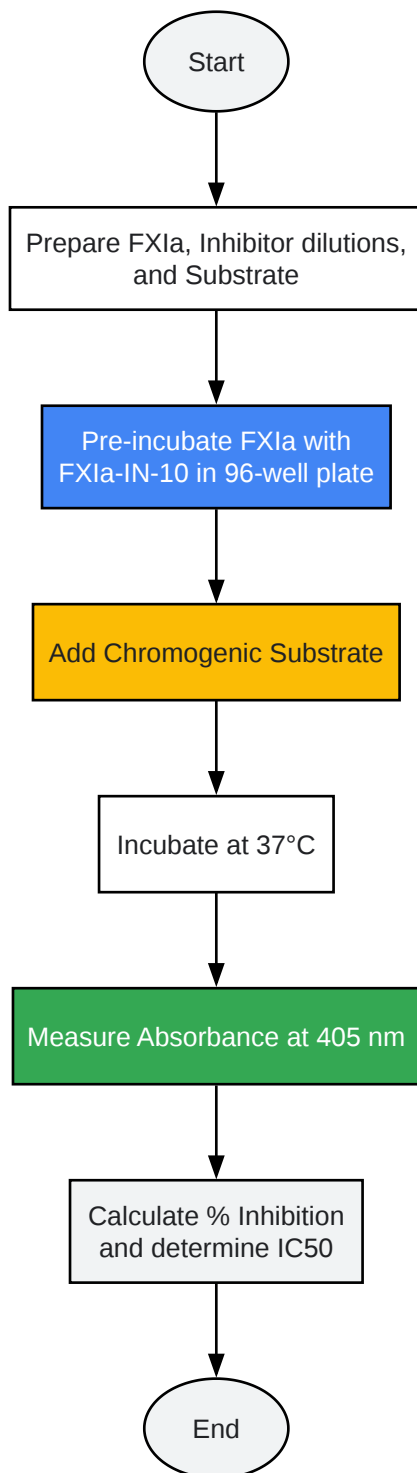 Start
Prepare FXIa, Inhibitor dilutions,
and Substrate
Pre-incubate FXIa with
FXIa-IN-10 in 96-well plate
Add Chromogenic Substrate
Incubate at 37°C
Measure Absorbance at 405 nm
Calculate % Inhibition
and determine IC50
End